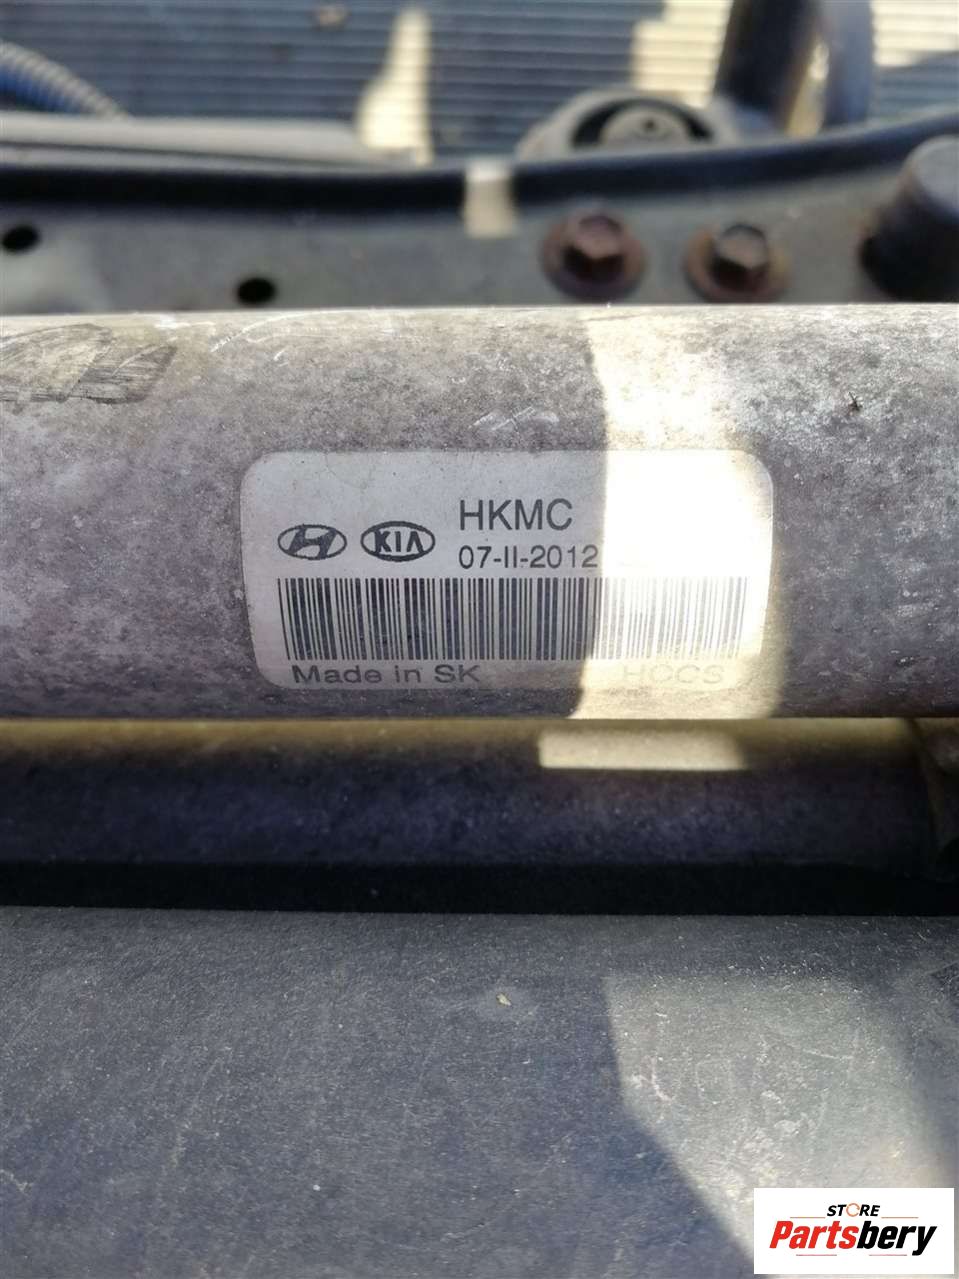 HKMC
KIA
07-II-2012
Made in SK HCCS
STORE
Partsbery